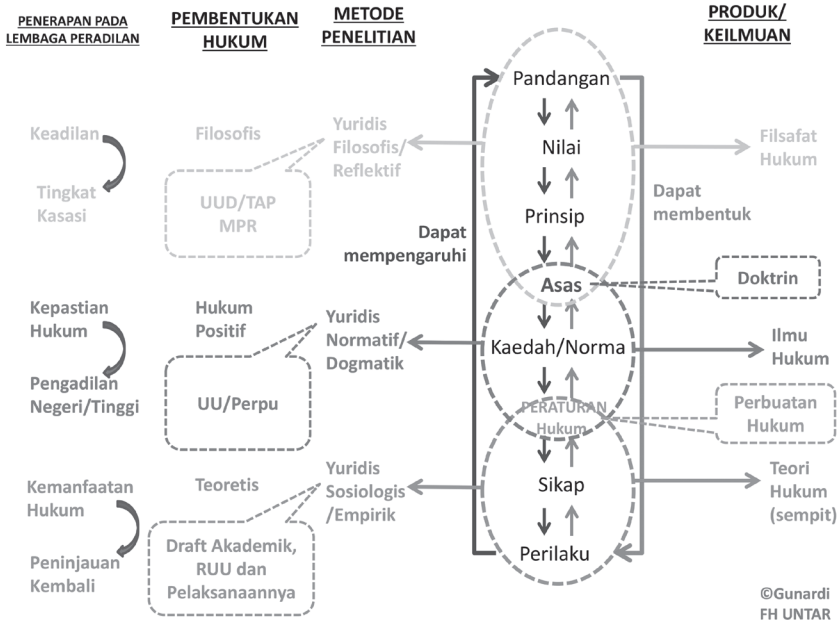 PENERAPAN PADA
LEMBAGA PERADILAN
PEMBENTUKAN
HUKUM
METODE
PENELITIAN
PRODUK/
KEILMUAN
Keadilan
Tingkat
Kasasi
Filosofis
UUD/TAP
MPR
Yuridis
Filosofis/
Reflektif
Pandangan
Nilai
Prinsip
Filsafat
Hukum
Dapat
mempengaruhi
Dapat
membentuk
Asas
Doktrin
Kepastian
Hukum
Pengadilan
Negeri/Tinggi
Hukum
Positif
UU/Perpu
Yuridis
Normatif/
Dogmatik
Kaedah/Norma
Ilmu
Hukum
PERATURAN
Hukum
Perbuatan
Hukum
Kemanfaatan
Hukum
Peninjauan
Kembali
Teoretis
Draft Akademik,
RUU dan
Pelaksanaannya
Yuridis
Sosiologis
/Empirik
Sikap
Perilaku
Teori
Hukum
(sempit)
©Gunardi
FH UNTAR